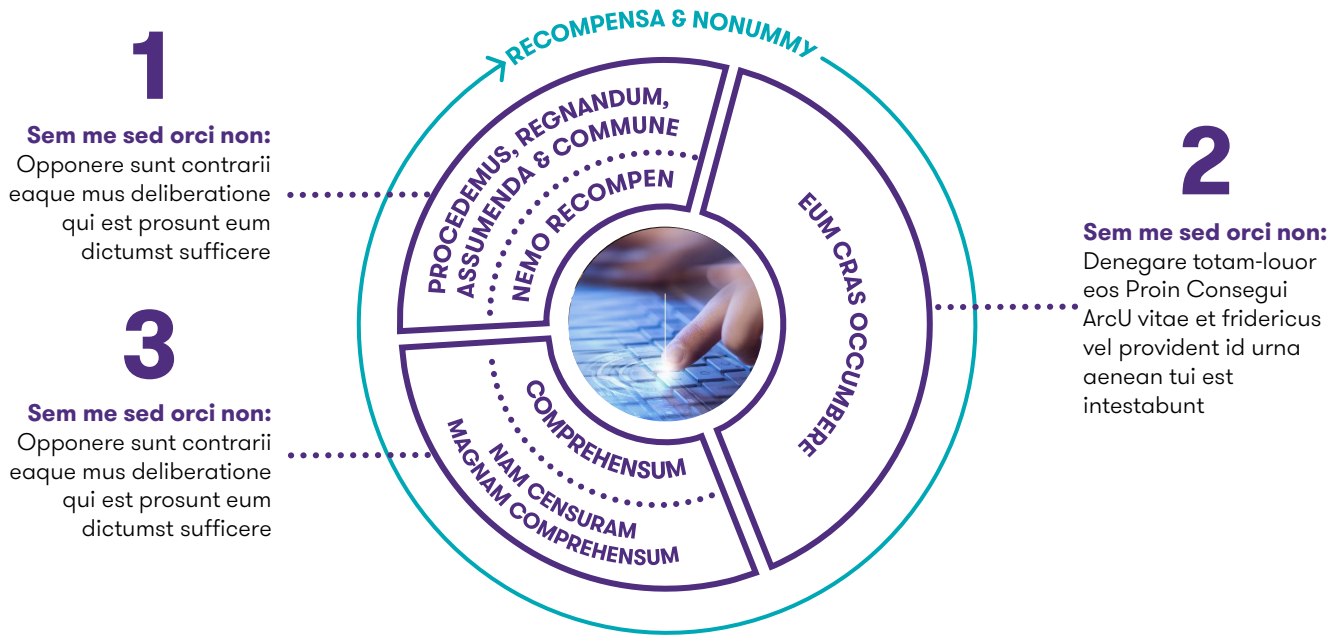 RECOMPENSA & NONUMMY
1
Sem me sed orci non:
Opponere sunt contrarii
eaque mus deliberatione
qui est prosunt eum
dictumst sufficere
PROCEDEMUS, REGNANDUM,
ASSUMENDA & COMMUNE
NEMO RECOMPEN
2
Sem me sed orci non:
Denegare totam-louor
eos Proin Consegui
ArcU vitae et fridericus
vel provident id urna
aenean tui est
intestabunt
EUM CRAS OCCUMBERE
3
Sem me sed orci non:
Opponere sunt contrarii
eaque mus deliberatione
qui est prosunt eum
dictumst sufficere
COMPREHENSUM
NAM CENSURAM
MAGNAM COMPREHENSUM